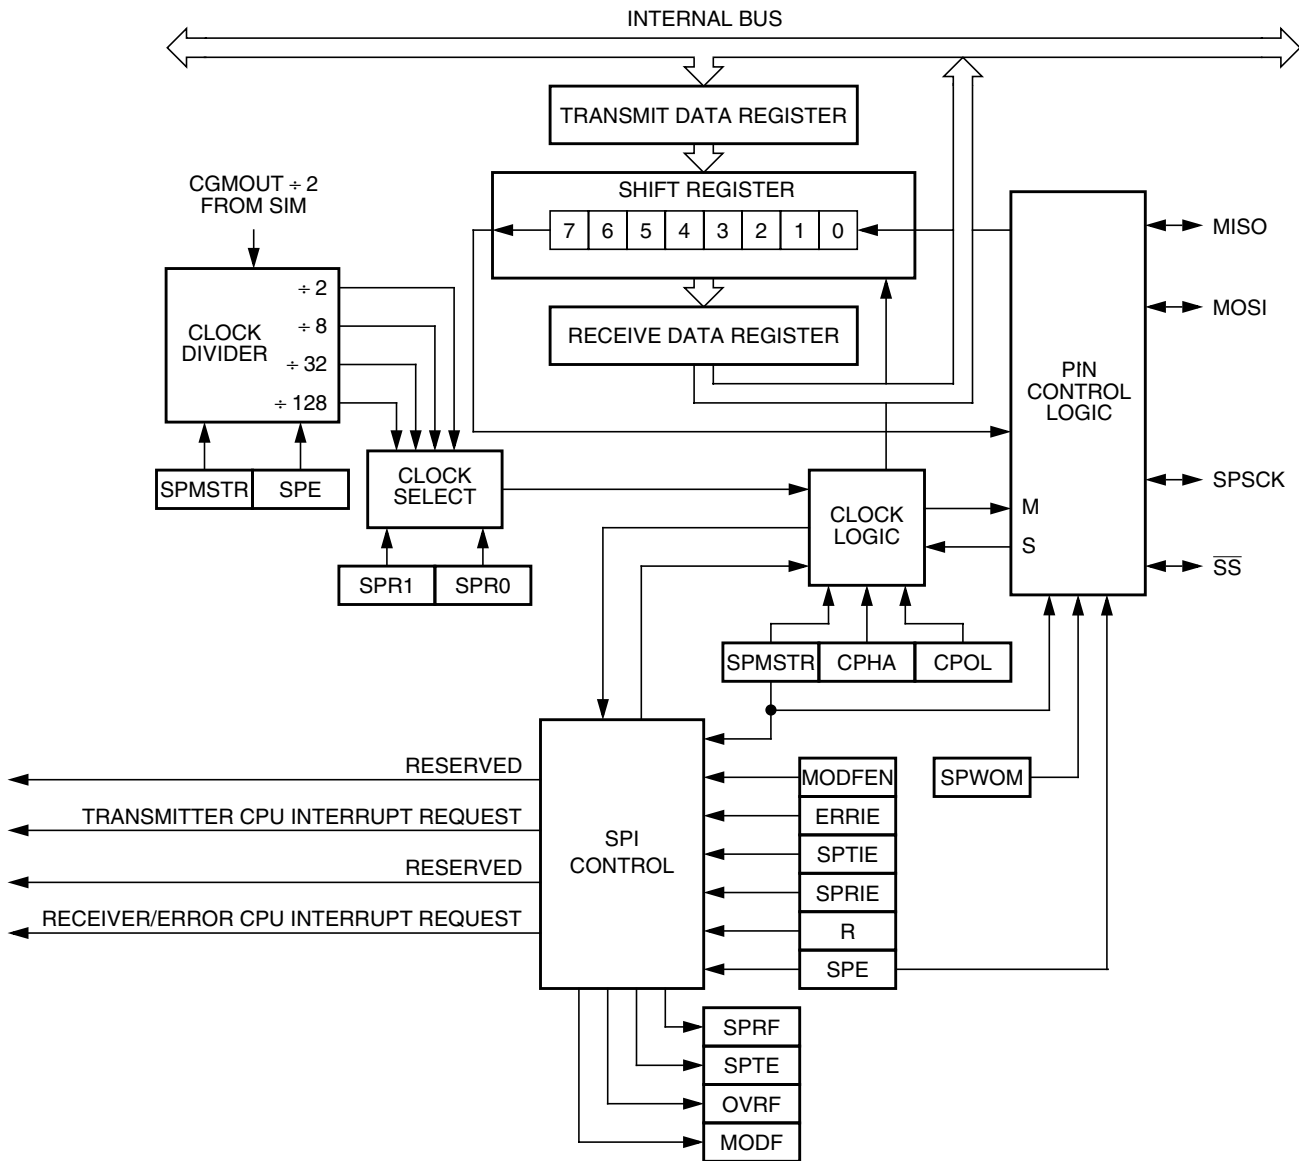 INTERNAL BUS
TRANSMIT DATA REGISTER
CGMOUT ÷ 2
FROM SIM
SHIFT REGISTER
7 6 5 4 3 2 1 0
MISO
÷ 2
÷ 8
÷ 32
÷ 128
CLOCK
DIVIDER
RECEIVE DATA REGISTER
MOSI
PIN
CONTROL
LOGIC
SPMSTR SPE
CLOCK
SELECT
SPSCK
CLOCK
LOGIC
M
S
SS
SPR1 SPR0
SPMSTR CPHA CPOL
RESERVED
TRANSMITTER CPU INTERRUPT REQUEST
RESERVED
RECEIVER/ERROR CPU INTERRUPT REQUEST
SPI
CONTROL
MODFEN
ERRIE
SPTIE
SPRIE
R
SPE
SPWOM
SPRF
SPTE
OVRF
MODF